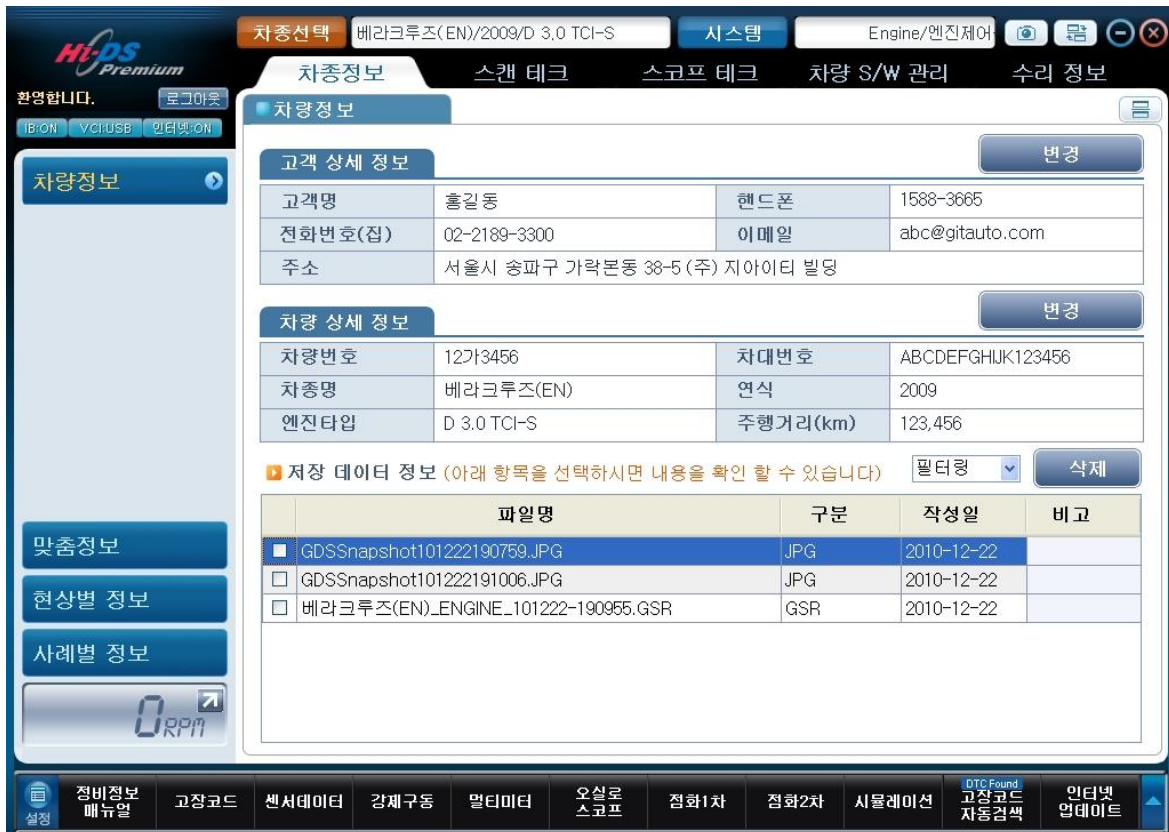 Hi-DS Premium
차종선택 베라크루즈(EN)/2009/D 3.0 TCI-S 시스템 Engine/엔진제어
차종정보 스캔 테크 스코프 테크 차량 S/W 관리 수리 정보
환영합니다. 로그아웃
IB:ON VCI:USB 인터넷:ON
차량정보
차량정보
고객 상세 정보 변경
고객명 홍길동 핸드폰 1588-3665
전화번호(집) 02-2189-3300 이메일 abc@gitauto.com
주소 서울시 송파구 가락본동 38-5 (주) 지아이티 빌딩
차량 상세 정보 변경
차량번호 12가3456 차대번호 ABCDEFGHIJK123456
차종명 베라크루즈(EN) 연식 2009
엔진타입 D 3.0 TCI-S 주행거리(km) 123,456
저장 데이터 정보 (아래 항목을 선택하시면 내용을 확인 할 수 있습니다) 필터링 삭제
파일명 구분 작성일 비고
GDSSnapshot101222190759.JPG JPG 2010-12-22
GDSSnapshot101222191006.JPG JPG 2010-12-22
베라크루즈(EN)_ENGINE_101222-190955.GSR GSR 2010-12-22
맞춤정보
현상별 정보
사례별 정보
0 RPM
설정 정비정보 매뉴얼 고장코드 센서데이터 강제구동 멀티미터 오실로 스코프 점화1차 점화2차 시뮬레이션 DTC Found 고장코드 자동검색 인터넷 업데이트